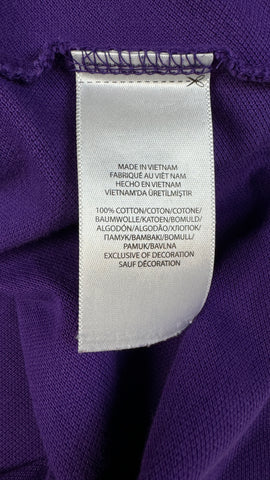 MADE IN VIETNAM
FABRIQUÉ AU VIÊT NAM
HECHO EN VIETNAM
VIETNAM'DA ÜRETİLMİŞTİR
100% COTTON/COTON/COTONE/
BAUMWOLLE/KATOEN/BOMULD/
ALGODÓN/ALGODÃO/ХЛОПОК/
ΠΑΜΥΚ/BAMBAKI/BOMULL/
PAMUK/BAVLNA
EXCLUSIVE OF DECORATION
SAUF DÉCORATION